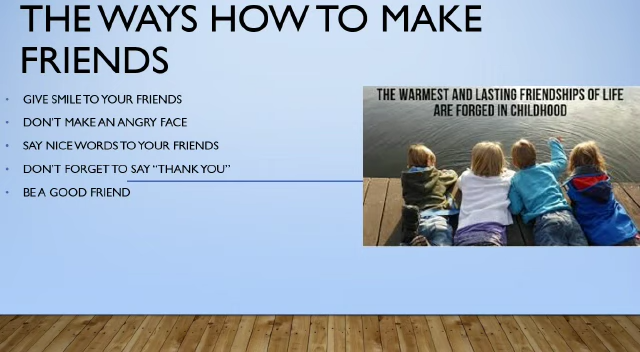 THE WAYS HOW TO MAKE
FRIENDS
• GIVE SMILE TO YOUR FRIENDS
• DON'T MAKE AN ANGRY FACE
• SAY NICE WORDS TO YOUR FRIENDS
• DON'T FORGET TO SAY "THANK YOU"
• BE A GOOD FRIEND
THE WARMEST AND LASTING FRIENDSHIPS OF LIFE
ARE FORGED IN CHILDHOOD